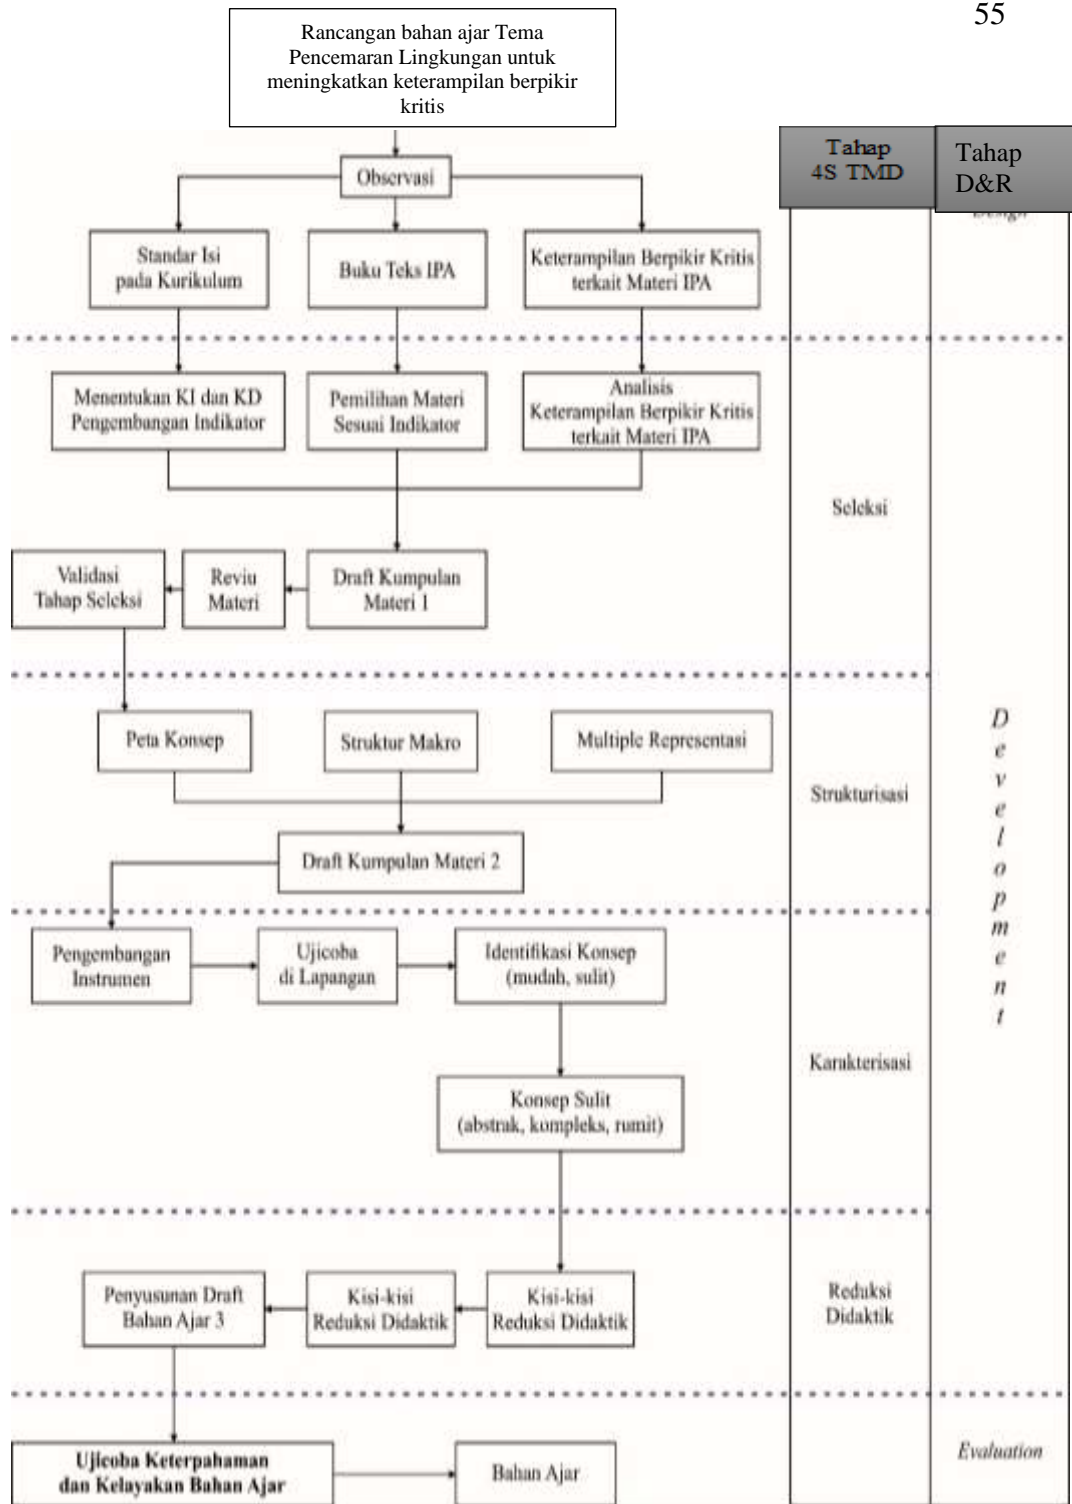 55
Rancangan bahan ajar Tema
Pencemaran Lingkungan untuk
meningkatkan keterampilan berpikir
kritis
Tahap
4S TMD
Tahap
D&R
Design
Observasi
Standar Isi
pada Kurikulum
Buku Teks IPA
Keterampilan Berpikir Kritis
terkait Materi IPA
Menentukan KI dan KD
Pengembangan Indikator
Pemilihan Materi
Sesuai Indikator
Analisis
Keterampilan Berpikir Kritis
terkait Materi IPA
Seleksi
Validasi
Tahap Seleksi
Reviu
Materi
Draft Kumpulan
Materi 1
Peta Konsep
Struktur Makro
Multiple Representasi
Strukturisasi
Development
Draft Kumpulan Materi 2
Pengembangan
Instrumen
Ujicoba
di Lapangan
Identifikasi Konsep
(mudah, sulit)
Karakterisasi
Konsep Sulit
(abstrak, kompleks, rumit)
Penyusunan Draft
Bahan Ajar 3
Kisi-kisi
Reduksi Didaktik
Kisi-kisi
Reduksi Didaktik
Reduksi
Didaktik
Ujicoba Keterpahaman
dan Kelayakan Bahan Ajar
Bahan Ajar
Evaluation